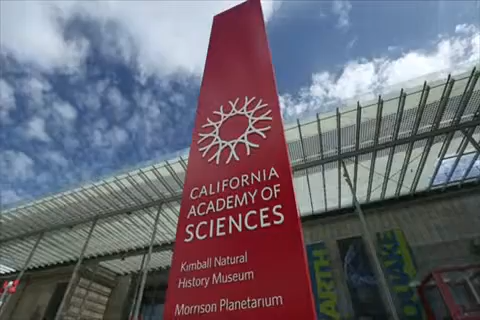 CALIFORNIA
ACADEMY OF
SCIENCES
Kimball Natural
History Museum
Morrison Planetarium